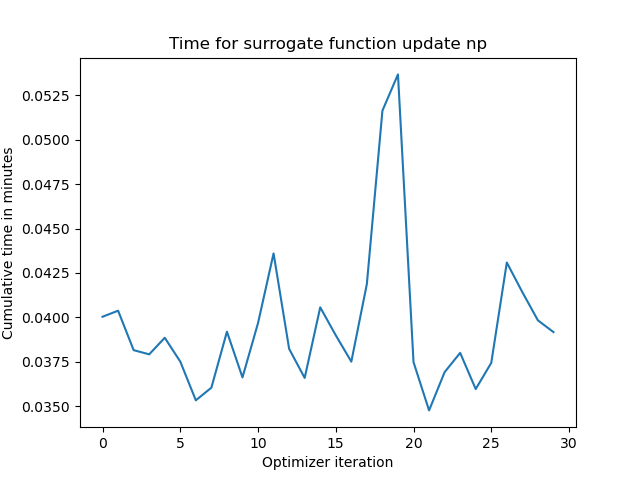 Time for surrogate function update np
Cumulative time in minutes
0.0525
0.0500
0.0475
0.0450
0.0425
0.0400
0.0375
0.0350
0 5 10 15 20 25 30
Optimizer iteration